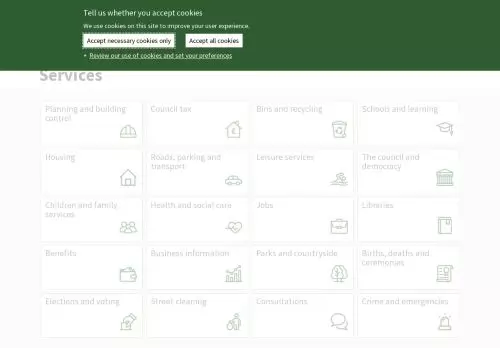 Tell us whether you accept cookies
We use cookies on this site to improve your user experience.
Accept necessary cookies only
Accept all cookies
Review our use of cookies and set your preferences
Services
Planning and building
control
Council tax
Bins and recycling
Schools and learning
Housing
Roads, parking and
transport
Leisure services
The council and
democracy
Children and family
services
Health and social care
Jobs
Libraries
Benefits
Business information
Parks and countryside
Births, deaths and
ceremonies
Elections and voting
Street cleaning
Consultations
Crime and emergencies